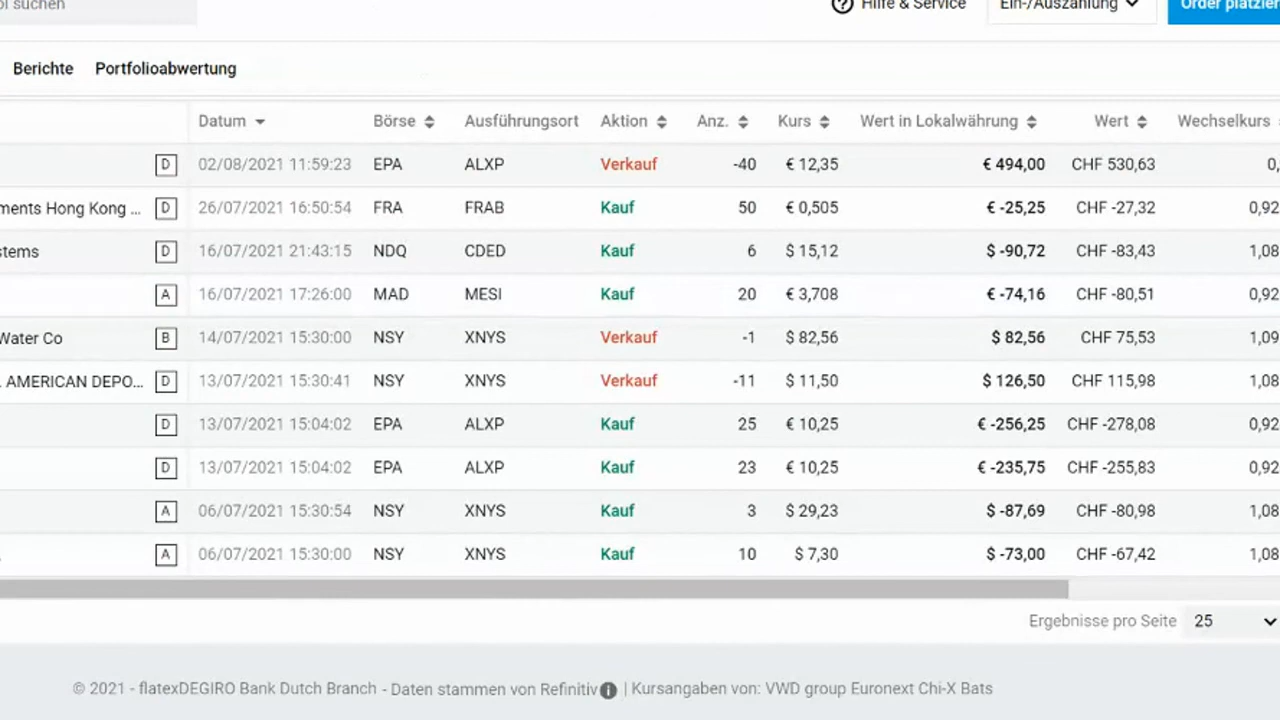 suchen Hilfe & Service Ein-/Auszahlung Order platzier
Berichte Portfolioabwertung
Datum Börse Ausführungsort Aktion Anz. Kurs Wert in Lokalwährung Wert Wechselkurs
D 02/08/2021 11:59:23 EPA ALXP Verkauf -40 € 12,35 € 494,00 CHF 530,63 0,
ments Hong Kong ... D 26/07/2021 16:50:54 FRA FRAB Kauf 50 € 0,505 € -25,25 CHF -27,32 0,92
stems D 16/07/2021 21:43:15 NDQ CDED Kauf 6 $ 15,12 $ -90,72 CHF -83,43 1,08
A 16/07/2021 17:26:00 MAD MESI Kauf 20 € 3,708 € -74,16 CHF -80,51 0,92
Water Co B 14/07/2021 15:30:00 NSY XNYS Verkauf -1 $ 82,56 $ 82,56 CHF 75,53 1,09
. AMERICAN DEPO... D 13/07/2021 15:30:41 NSY XNYS Verkauf -11 $ 11,50 $ 126,50 CHF 115,98 1,08
D 13/07/2021 15:04:02 EPA ALXP Kauf 25 € 10,25 € -256,25 CHF -278,08 0,92
D 13/07/2021 15:04:02 EPA ALXP Kauf 23 € 10,25 € -235,75 CHF -255,83 0,92
A 06/07/2021 15:30:54 NSY XNYS Kauf 3 $ 29,23 $ -87,69 CHF -80,98 1,08
A 06/07/2021 15:30:00 NSY XNYS Kauf 10 $ 7,30 $ -73,00 CHF -67,42 1,08
Ergebnisse pro Seite 25
© 2021 - flatexDEGIRO Bank Dutch Branch - Daten stammen von Refinitiv | Kursangaben von: VWD group Euronext Chi-X Bats